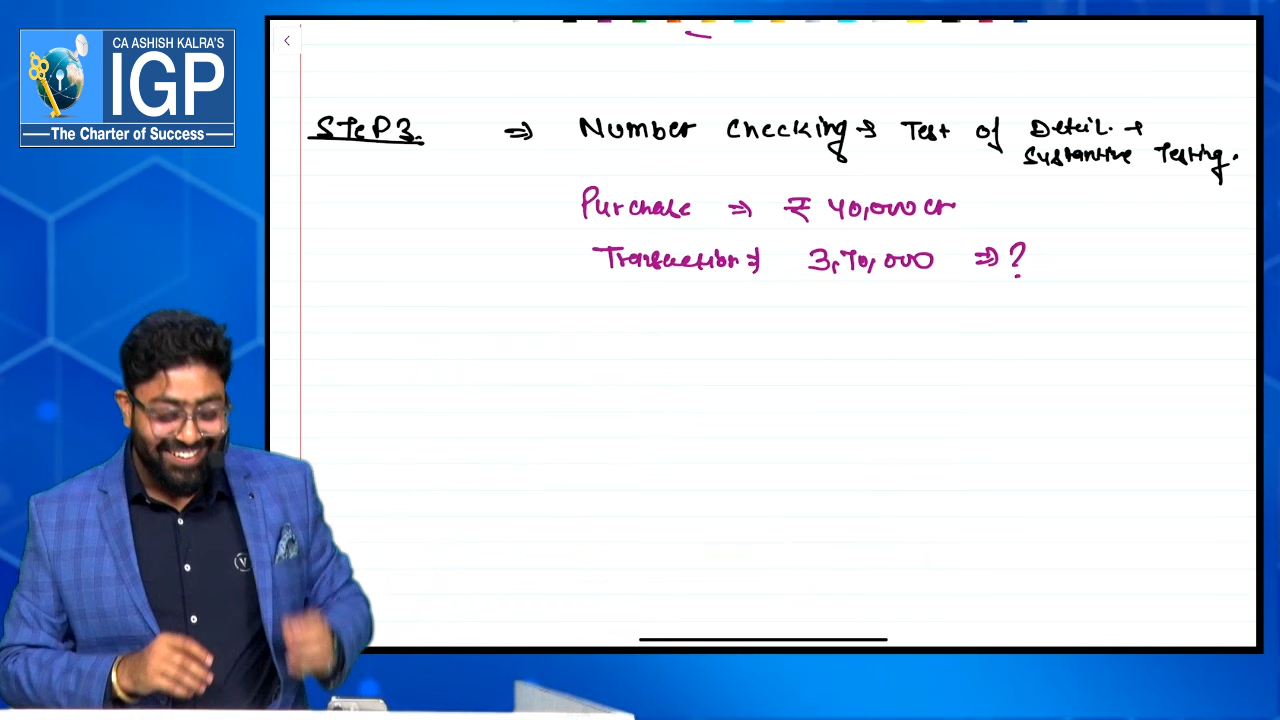 CA ASHISH KALRA'S
IGP
The Charter of Success
STEP 3. ⇒ Number Checking → Test of Detail. →
Sustantive Testing.
Purchase ⇒ ₹ 40,000 cr
Transaction ⇒ 3,70,000 ⇒ ?
V